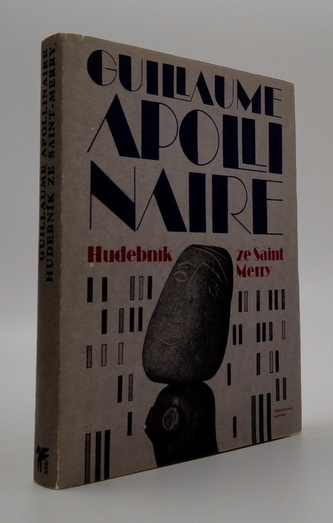 GUILLAUME
APOLLI
NAIRE
Hudebník ze Saint
Merry
GUILLAUME APOLLINAIRE
HUDEBNÍK ZE SAINT-MERRY